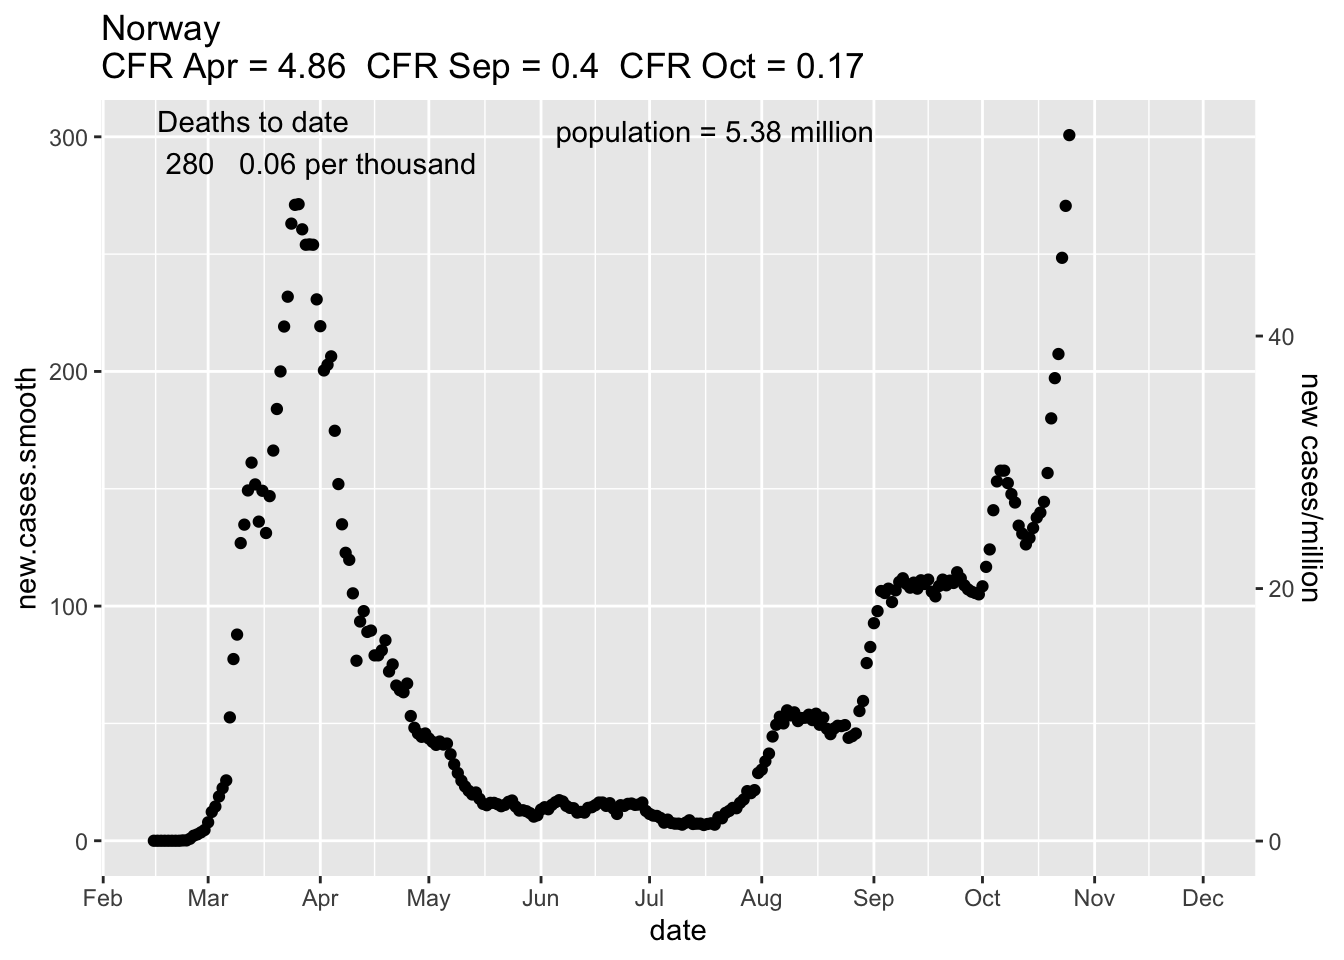 Norway
CFR Apr = 4.86 CFR Sep = 0.4 CFR Oct = 0.17
Deaths to date
280 0.06 per thousand
population = 5.38 million
300
200
100
0
new.cases.smooth
40
20
0
new cases/million
Feb Mar Apr May Jun Jul Aug Sep Oct Nov Dec
date